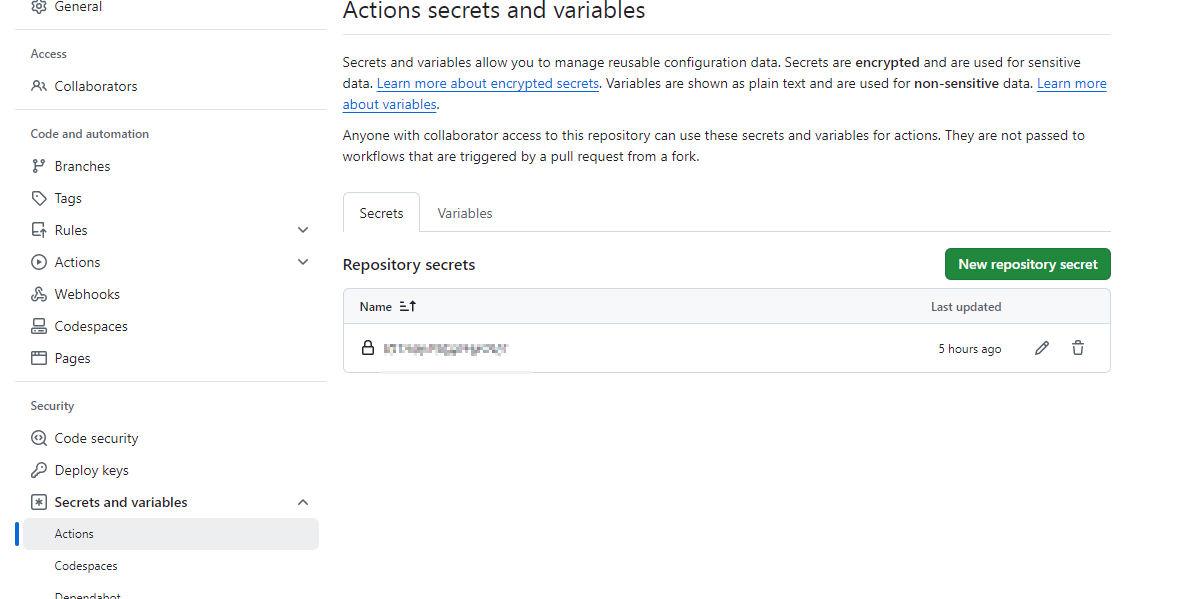 General
Access
Collaborators
Code and automation
Branches
Tags
Rules
Actions
Webhooks
Codespaces
Pages
Security
Code security
Deploy keys
Secrets and variables
Actions
Codespaces
Dependabot
Actions secrets and variables
Secrets and variables allow you to manage reusable configuration data. Secrets are encrypted and are used for sensitive
data. Learn more about encrypted secrets. Variables are shown as plain text and are used for non-sensitive data. Learn more
about variables.
Anyone with collaborator access to this repository can use these secrets and variables for actions. They are not passed to
workflows that are triggered by a pull request from a fork.
Secrets Variables
Repository secrets New repository secret
Name Last updated
5 hours ago